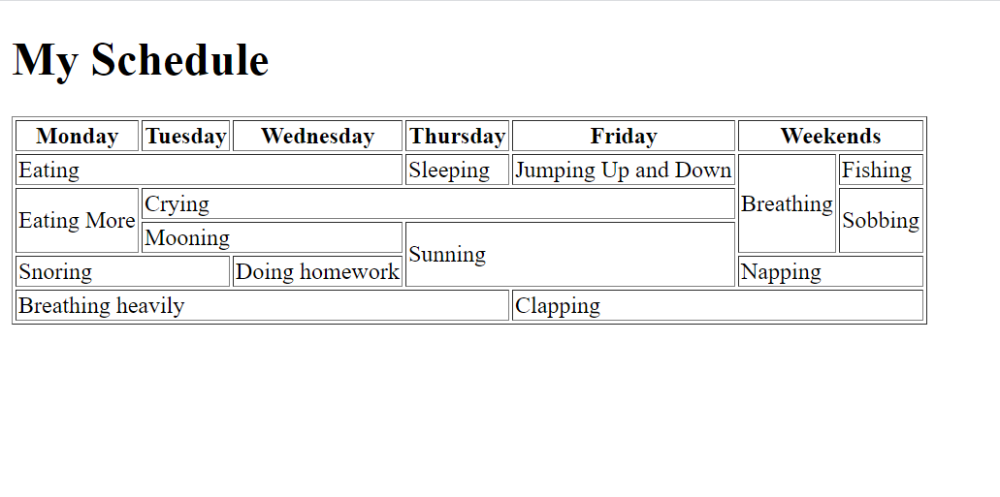 My Schedule
Monday Tuesday Wednesday Thursday Friday Weekends
Eating Sleeping Jumping Up and Down Breathing Fishing
Eating More Crying Sobbing
Mooning Sunning
Snoring Doing homework Napping
Breathing heavily Clapping